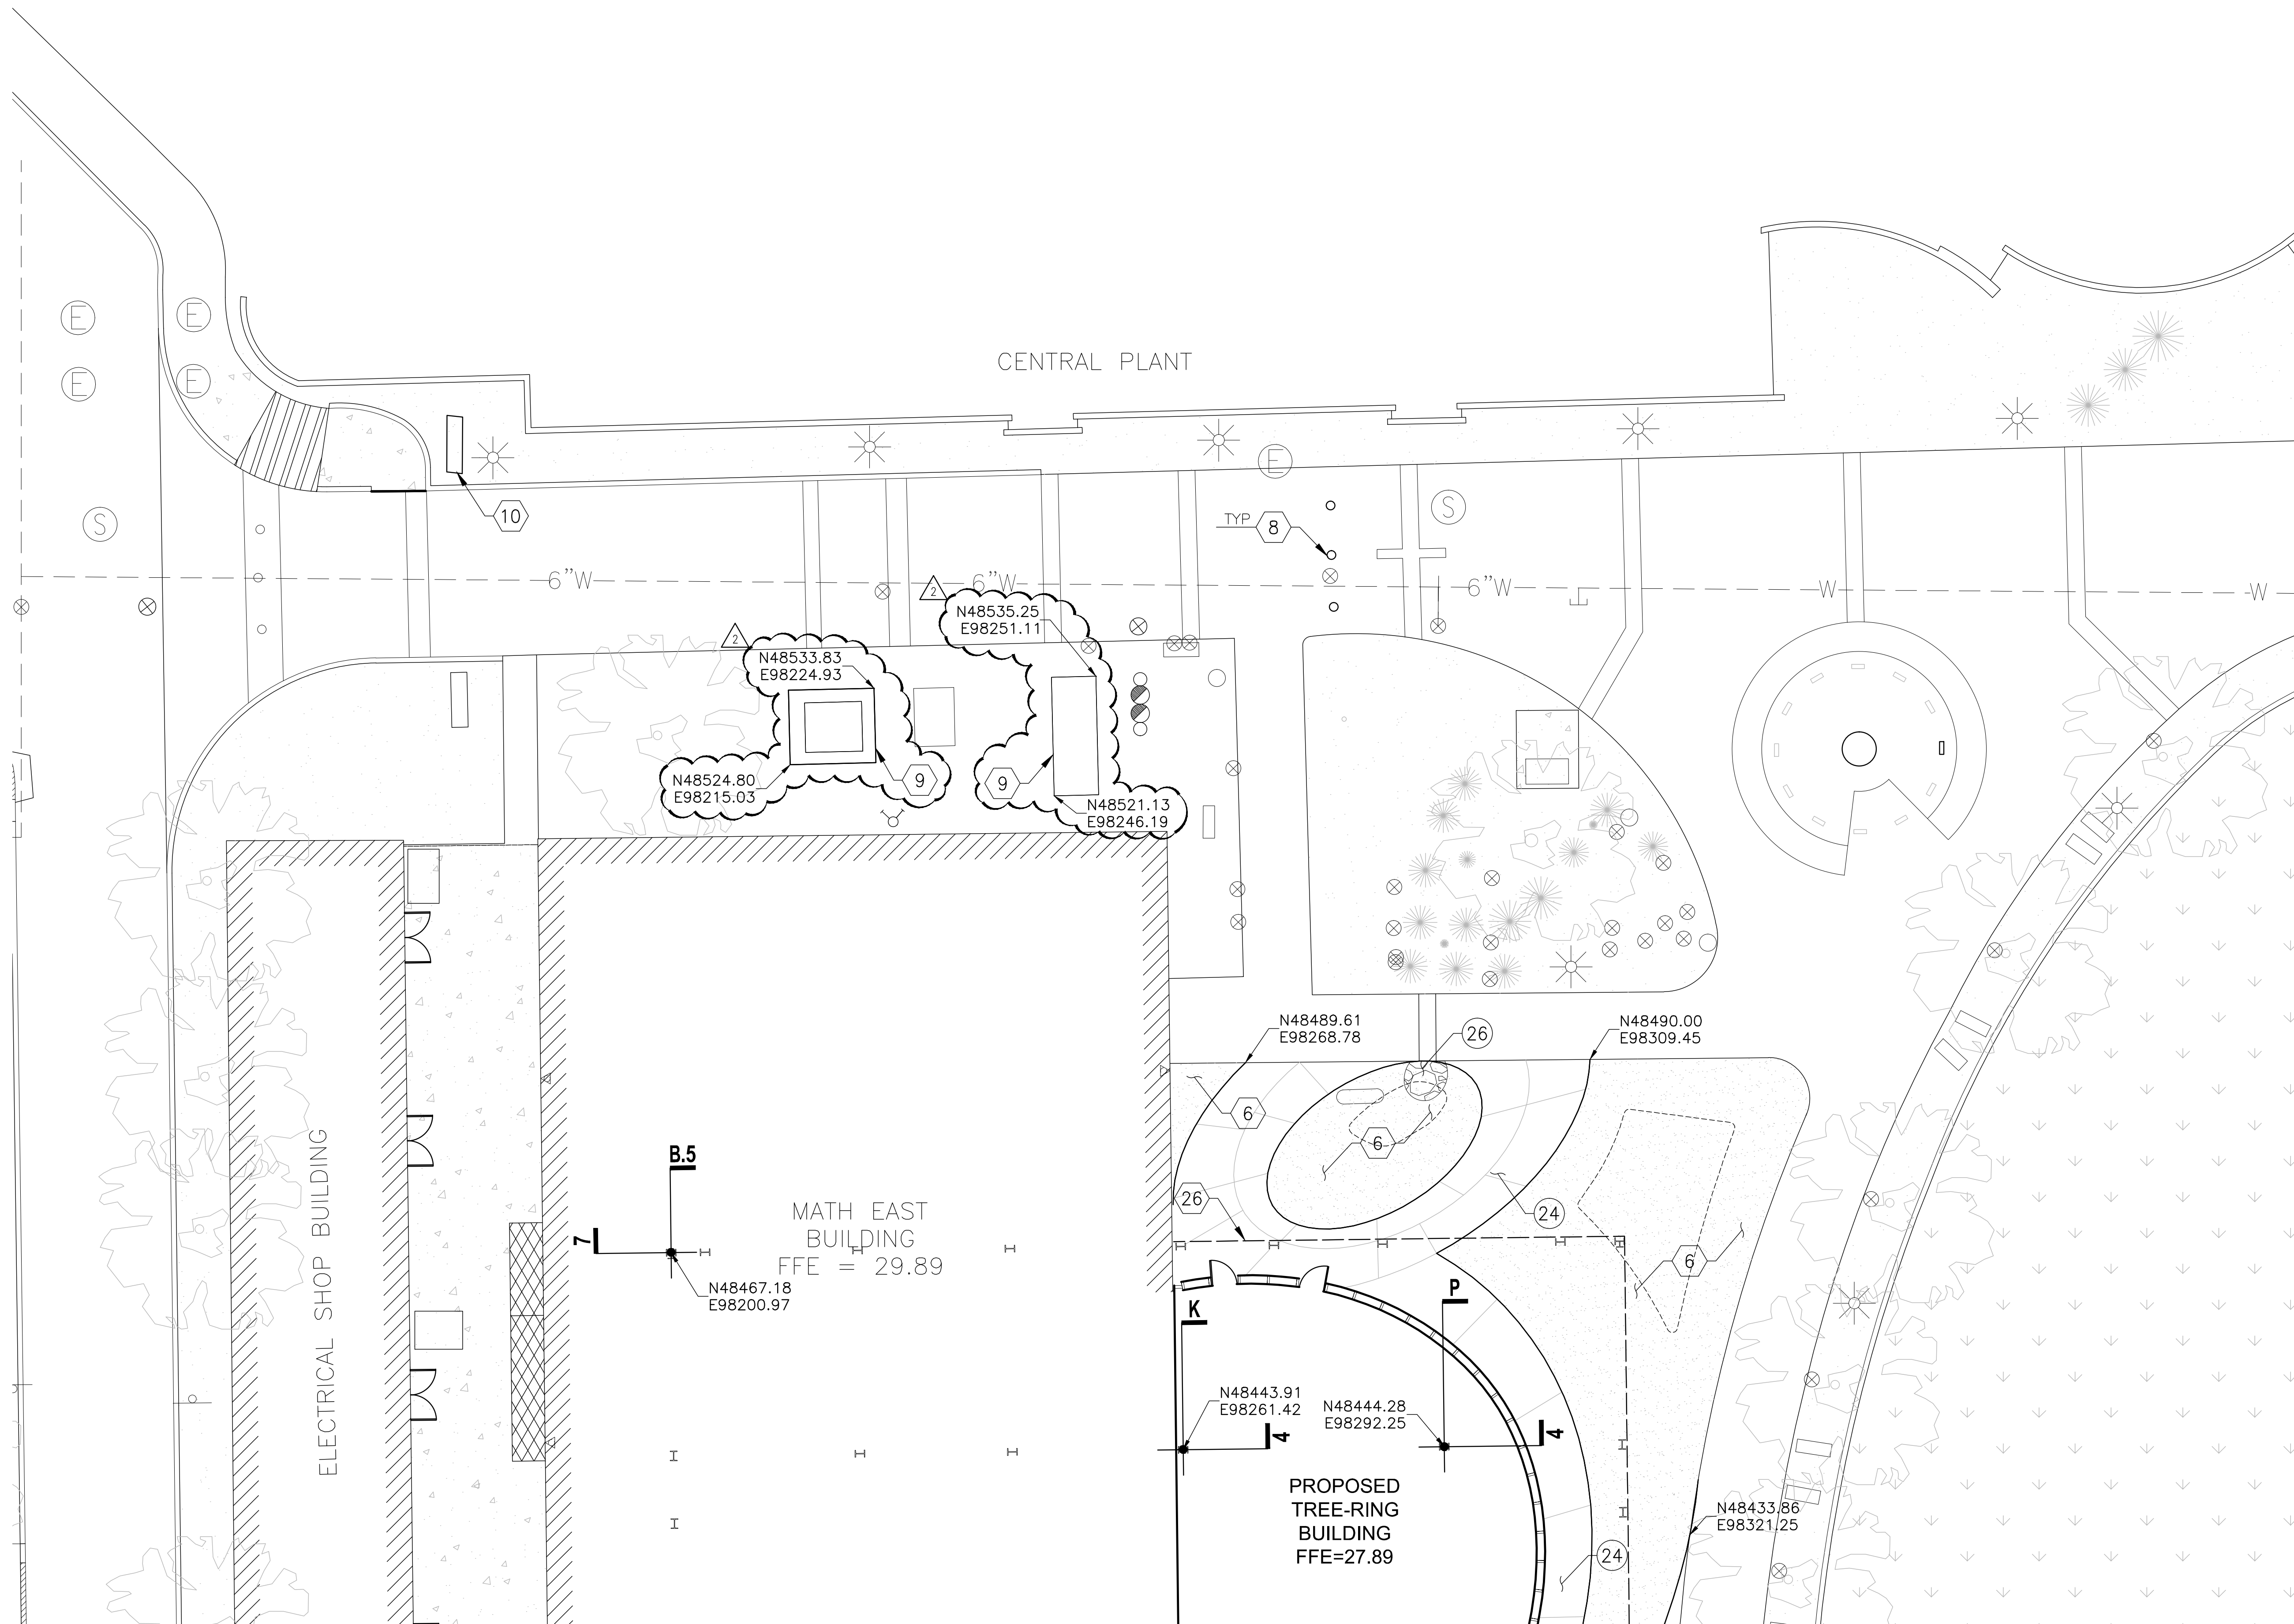 CENTRAL PLANT
E
E
E
E
E
S
S
10
TYP
8
6"W
6"W
6"W
W
W
2
N48535.25
E98251.11
2
N48533.83
E98224.93
N48524.80
E98215.03
9
9
N48521.13
E98246.19
N48489.61
E98268.78
26
N48490.00
E98309.45
6
6
26
24
6
B.5
7
MATH EAST
BUILDING
FFE = 29.89
N48467.18
E98200.97
ELECTRICAL SHOP BUILDING
K
P
N48443.91
E98261.42
4
N48444.28
E98292.25
4
PROPOSED
TREE-RING
BUILDING
FFE=27.89
N48433.86
E98321.25
24